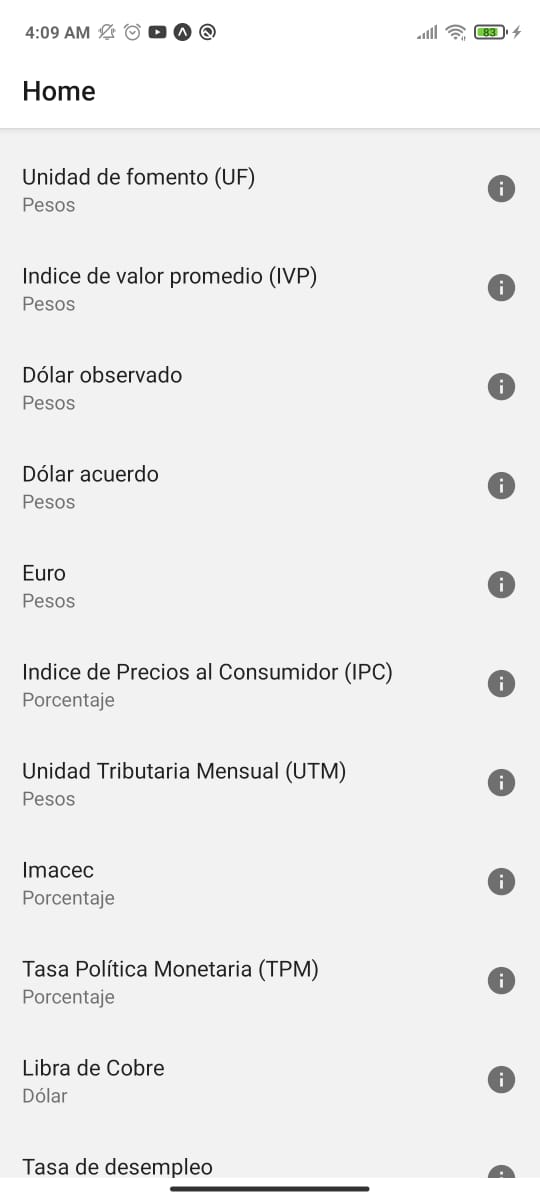 4:09 AM
83
Home
Unidad de fomento (UF)
Pesos
Indice de valor promedio (IVP)
Pesos
Dólar observado
Pesos
Dólar acuerdo
Pesos
Euro
Pesos
Indice de Precios al Consumidor (IPC)
Porcentaje
Unidad Tributaria Mensual (UTM)
Pesos
Imacec
Porcentaje
Tasa Política Monetaria (TPM)
Porcentaje
Libra de Cobre
Dólar
Tasa de desempleo